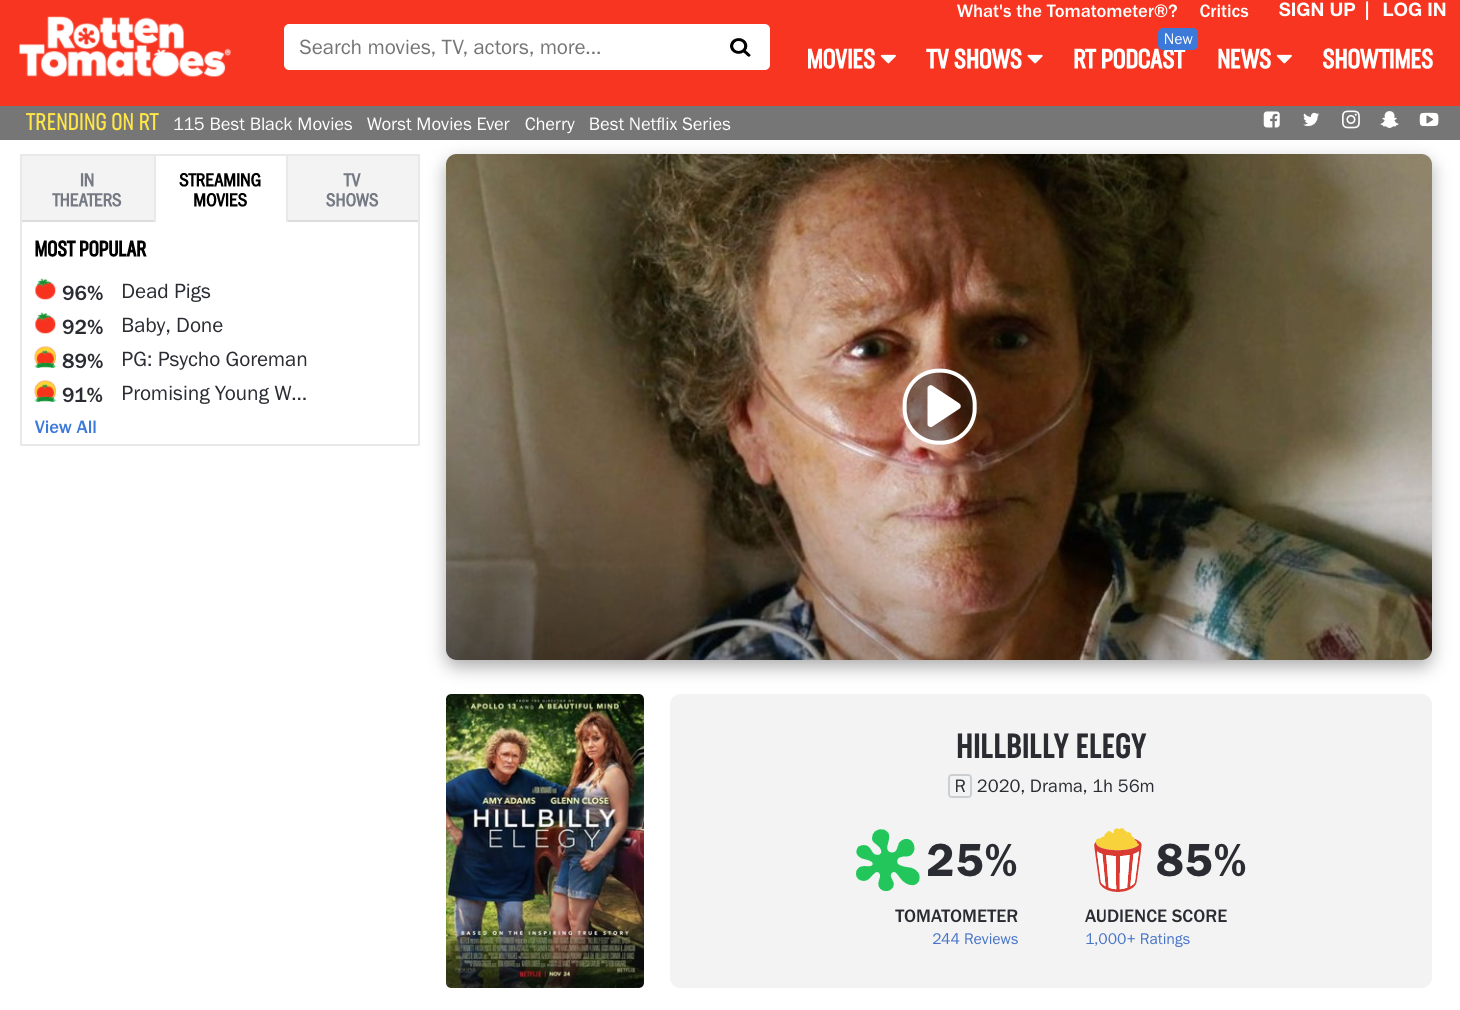 What's the Tomatometer®? Critics SIGN UP | LOG IN
Rotten
Tomatoes®
Search movies, TV, actors, more...
New
MOVIES TV SHOWS RT PODCAST NEWS SHOWTIMES
TRENDING ON RT 115 Best Black Movies Worst Movies Ever Cherry Best Netflix Series
IN
THEATERS
STREAMING
MOVIES
TV
SHOWS
MOST POPULAR
96% Dead Pigs
92% Baby, Done
89% PG: Psycho Goreman
91% Promising Young W...
View All
FROM THE DIRECTOR OF
APOLLO 13 AND A BEAUTIFUL MIND
AMY ADAMS GLENN CLOSE
HILLBILLY
ELEGY
BASED ON THE INSPIRING TRUE STORY
NETFLIX | NOV 24
HILLBILLY ELEGY
R 2020, Drama, 1h 56m
25%
TOMATOMETER
244 Reviews
85%
AUDIENCE SCORE
1,000+ Ratings